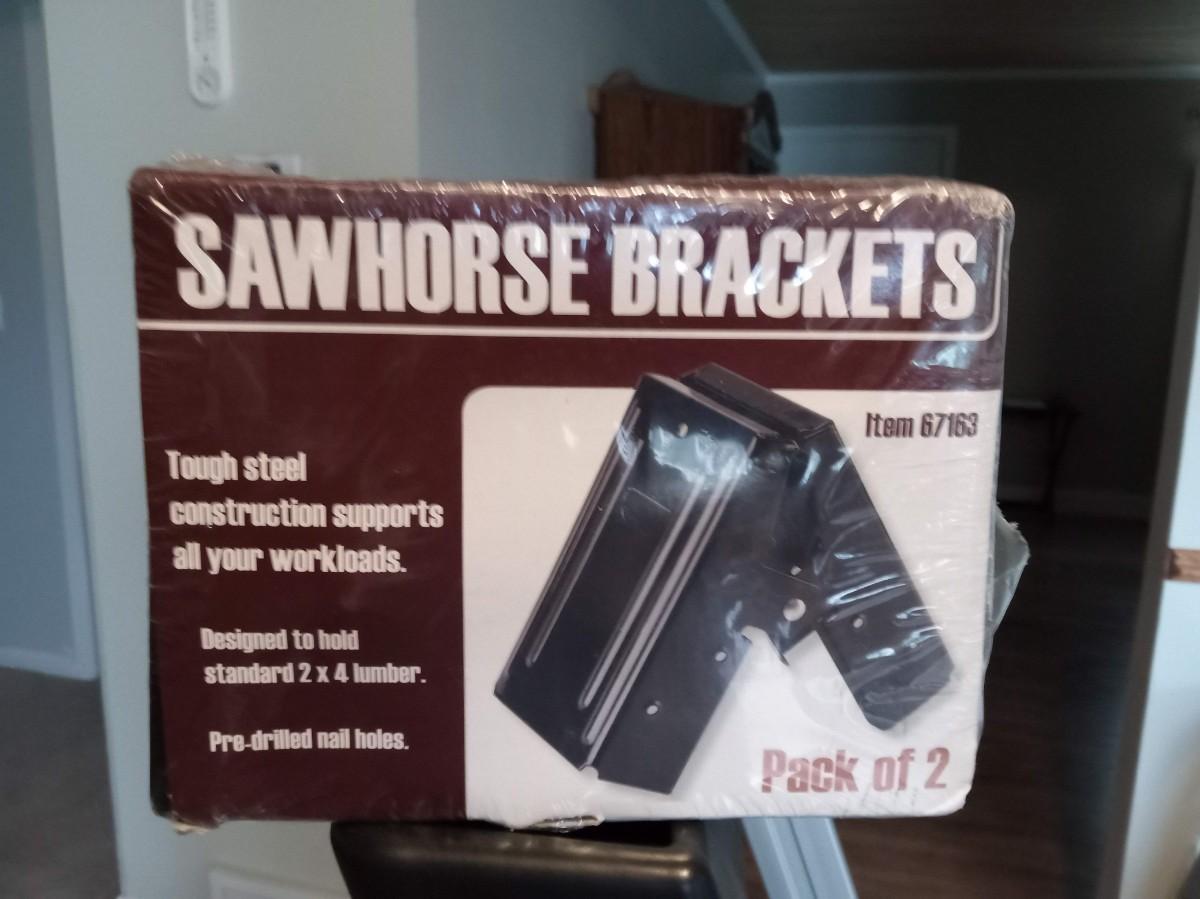 SAWHORSE BRACKETS
Item 67163
Tough steel
construction supports
all your workloads.
Designed to hold
standard 2 x 4 lumber.
Pre-drilled nail holes.
Pack of 2